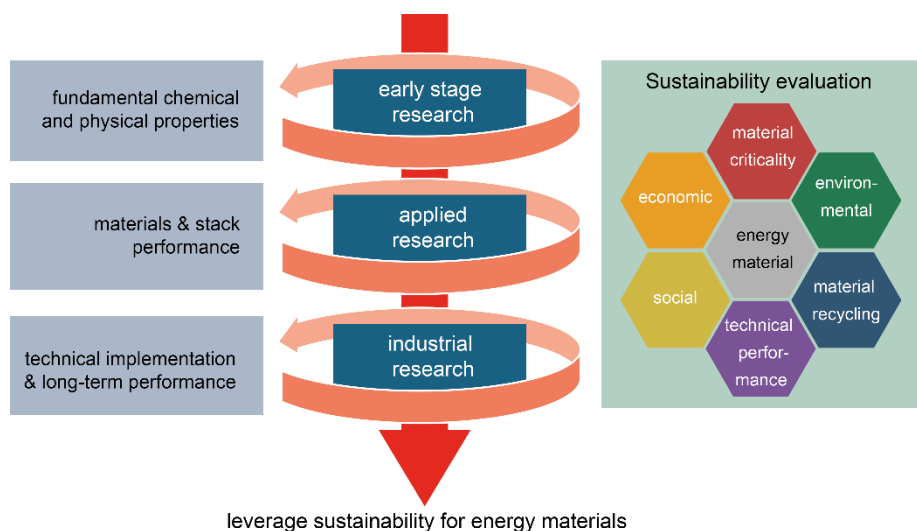 fundamental chemical
and physical properties
early stage
research
materials & stack
performance
applied
research
technical implementation
& long-term performance
industrial
research
leverage sustainability for energy materials
Sustainability evaluation
material
criticality
economic
environ-
mental
energy
material
social
material
recycling
technical
perfor-
mance